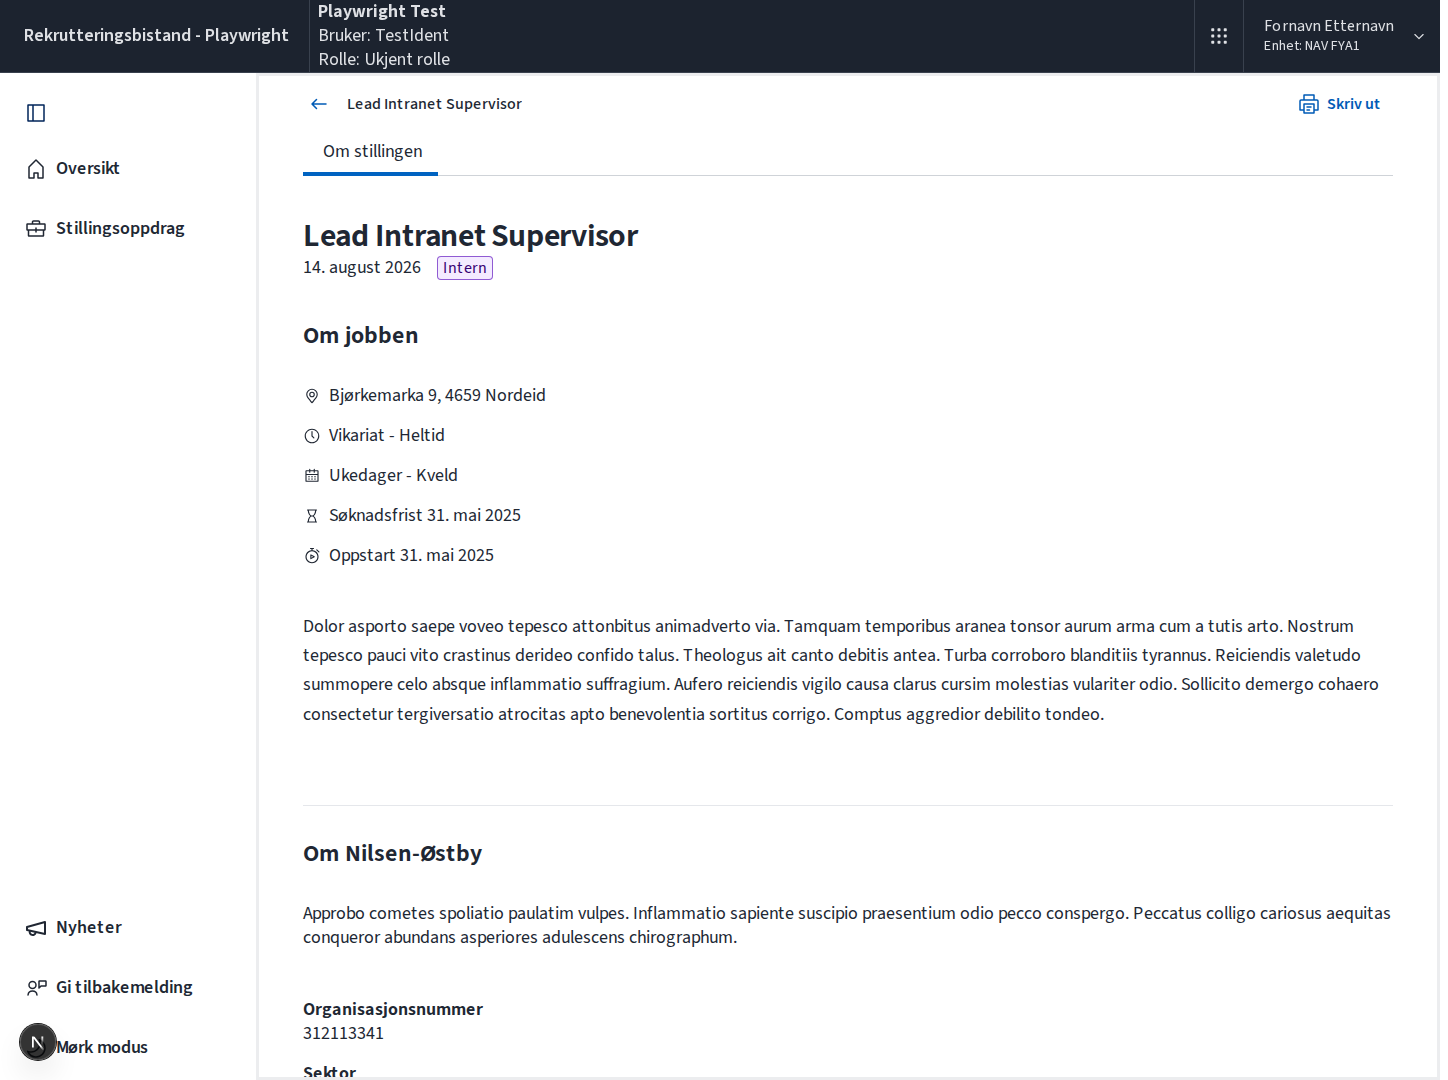 Rekrutteringsbistand - Playwright
Playwright Test
Bruker: TestIdent
Rolle: Ukjent rolle
Fornavn Etternavn
Enhet: NAV FYA1
Oversikt
Stillingsoppdrag
Nyheter
Gi tilbakemelding
N
Mørk modus
Lead Intranet Supervisor
Skriv ut
Om stillingen
Lead Intranet Supervisor
14. august 2026
Intern
Om jobben
Bjørkemarka 9, 4659 Nordeid
Vikariat - Heltid
Ukedager - Kveld
Søknadsfrist 31. mai 2025
Oppstart 31. mai 2025
Dolor asporto saepe voveo tepesco attonbitus animadverto via. Tamquam temporibus aranea tonsor aurum arma cum a tutis arto. Nostrum
tepesco pauci vito crastinus derideo confido talus. Theologus ait canto debitis antea. Turba corroboro blanditiis tyrannus. Reiciendis valetudo
summopere celo absque inflammatio suffragium. Aufero reiciendis vigilo causa clarus cursim molestias vulariter odio. Sollicito demergo cohaero
consectetur tergiversatio atrocitas apto benevolentia sortitus corrigo. Comptus aggredior debilito tondeo.
Om Nilsen-Østby
Approbo cometes spoliatio paulatim vulpes. Inflammatio sapiente suscipio praesentium odio pecco conspergo. Peccatus colligo cariosus aequitas
conqueror abundans asperiores adulescens chirographum.
Organisasjonsnummer
312113341
Sektor